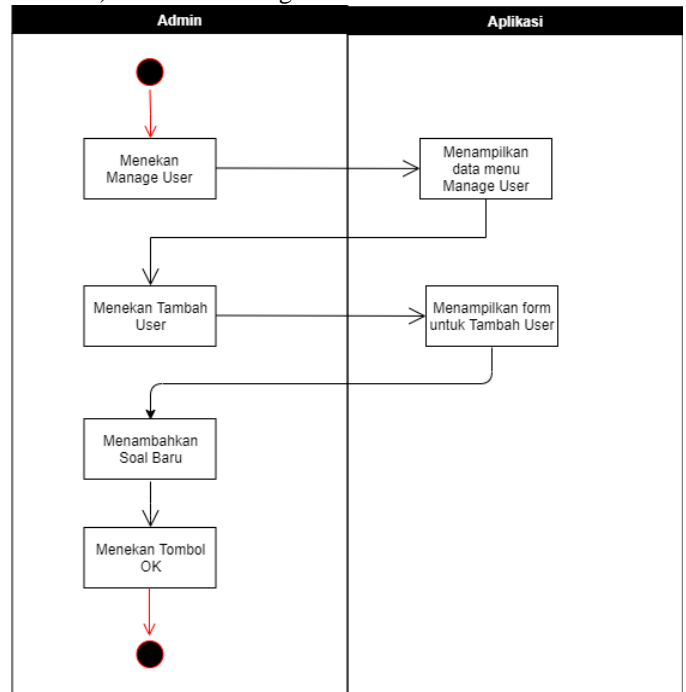 Admin
Aplikasi
Menekan
Manage User
Menampilkan
data menu
Manage User
Menekan Tambah
User
Menampilkan form
untuk Tambah User
Menambahkan
Soal Baru
Menekan Tombol
OK